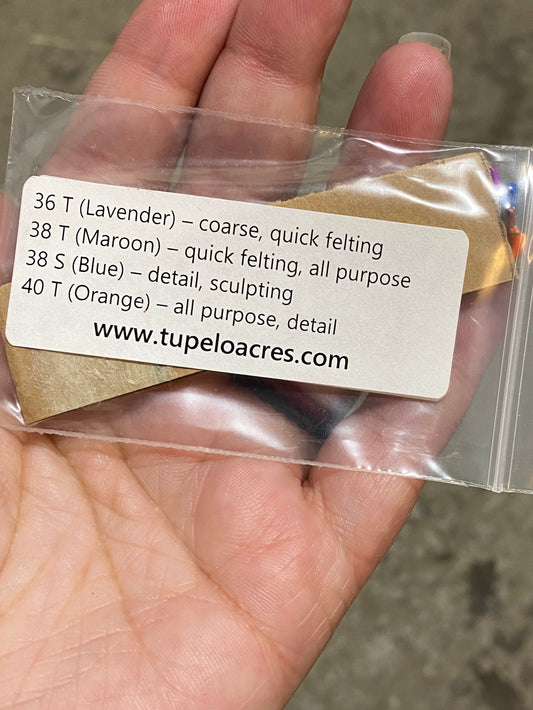 36 T (Lavender) – coarse, quick felting
38 T (Maroon) – quick felting, all purpose
38 S (Blue) – detail, sculpting
40 T (Orange) – all purpose, detail
www.tupeloacres.com